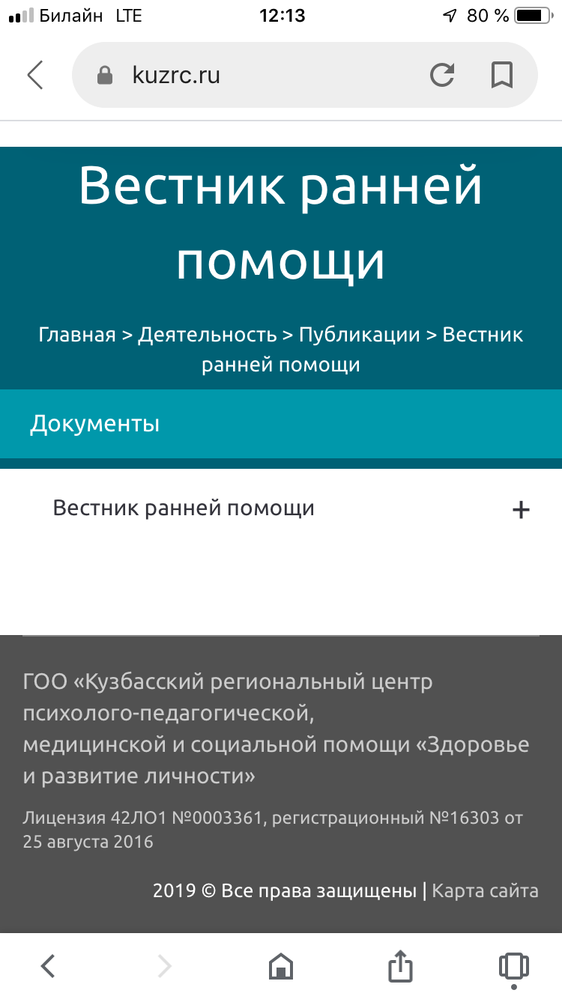 Билайн LTE 12:13 80 %
kuzrc.ru
Вестник ранней
помощи
Главная > Деятельность > Публикации > Вестник
ранней помощи
Документы
Вестник ранней помощи +
ГОО «Кузбасский региональный центр
психолого-педагогической,
медицинской и социальной помощи «Здоровье
и развитие личности»
Лицензия 42ЛО1 №0003361, регистрационный №16303 от
25 августа 2016
2019 © Все права защищены | Карта сайта